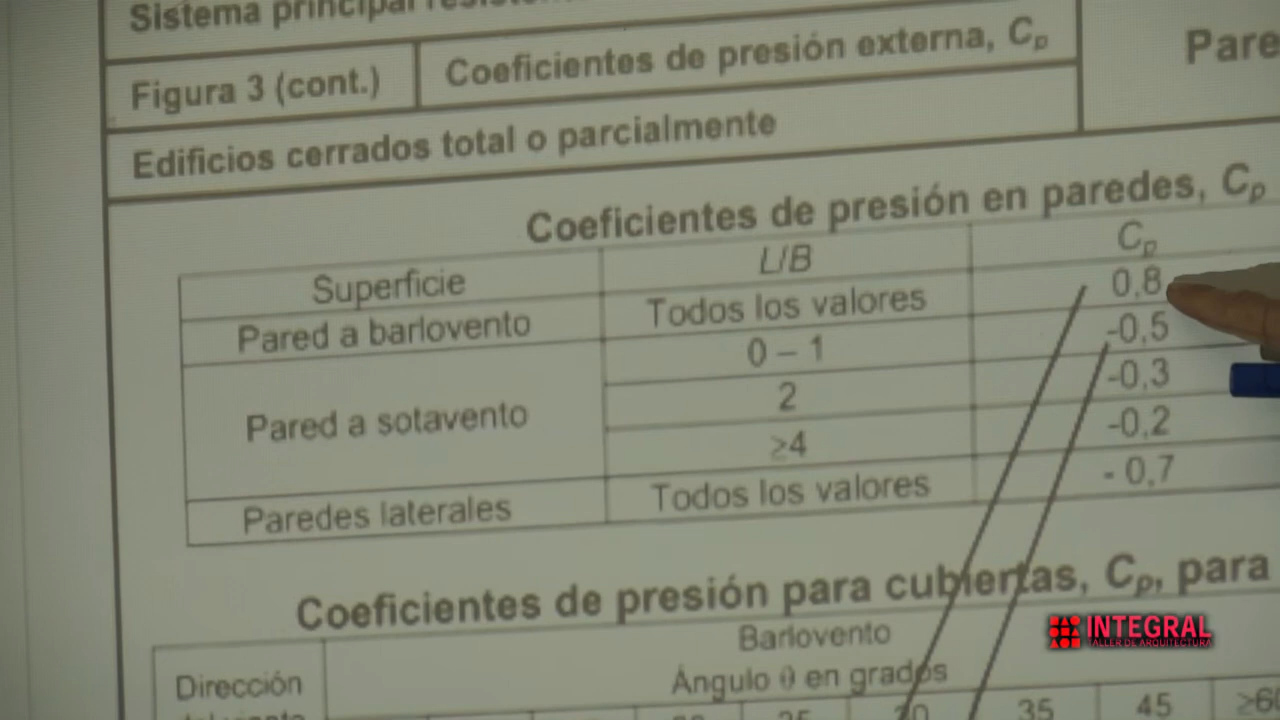 Sistema principal
Figura 3 (cont.)
Coeficientes de presión externa, Cp
Edificios cerrados total o parcialmente
Coeficientes de presión en paredes, Cp
Superficie L/B Cp
Pared a barlovento Todos los valores 0,8
Pared a sotavento 0 – 1 -0,5
2 -0,3
≥4 -0,2
Paredes laterales Todos los valores - 0,7
Coeficientes de presión para cubiertas, Cp, para
Barlovento
Dirección Ángulo θ en grados
35 45
INTEGRAL
TALLER DE ARQUITECTURA